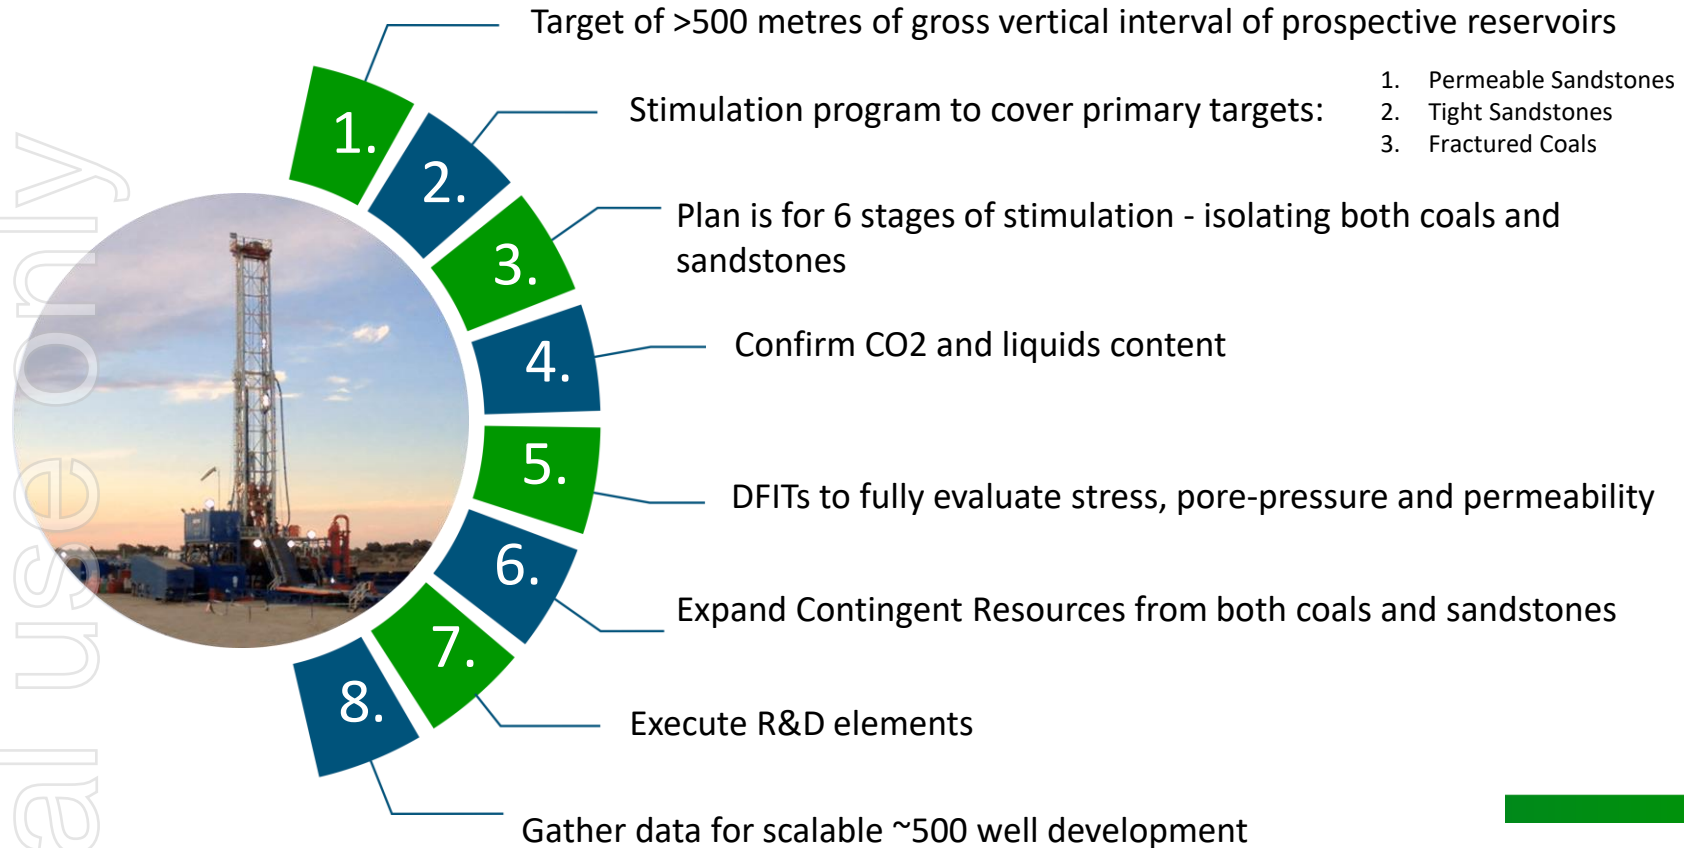 1.
Target of >500 metres of gross vertical interval of prospective reservoirs
2.
Stimulation program to cover primary targets:
1. Permeable Sandstones
2. Tight Sandstones
3. Fractured Coals
3.
Plan is for 6 stages of stimulation - isolating both coals and
sandstones
4.
Confirm CO2 and liquids content
5.
DFITs to fully evaluate stress, pore-pressure and permeability
6.
Expand Contingent Resources from both coals and sandstones
7.
Execute R&D elements
8.
Gather data for scalable ~500 well development
al use only